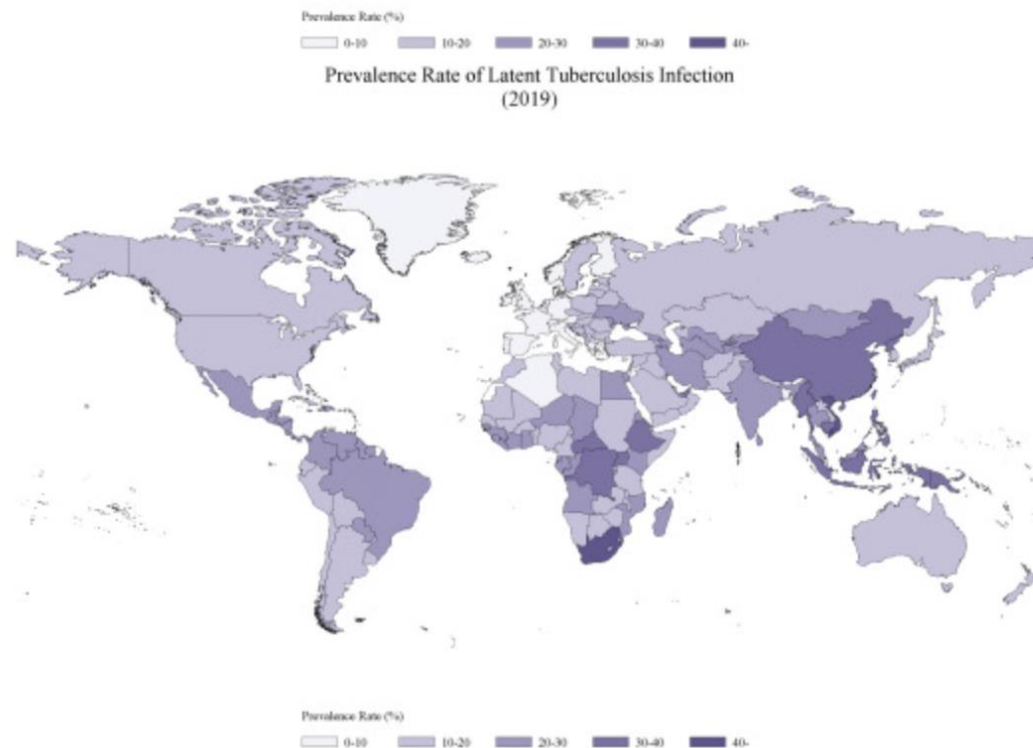 Prevalence Rate (%)
0-10 10-20 20-30 30-40 40-
Prevalence Rate of Latent Tuberculosis Infection
(2019)
Prevalence Rate (%)
0-10 10-20 20-30 30-40 40-